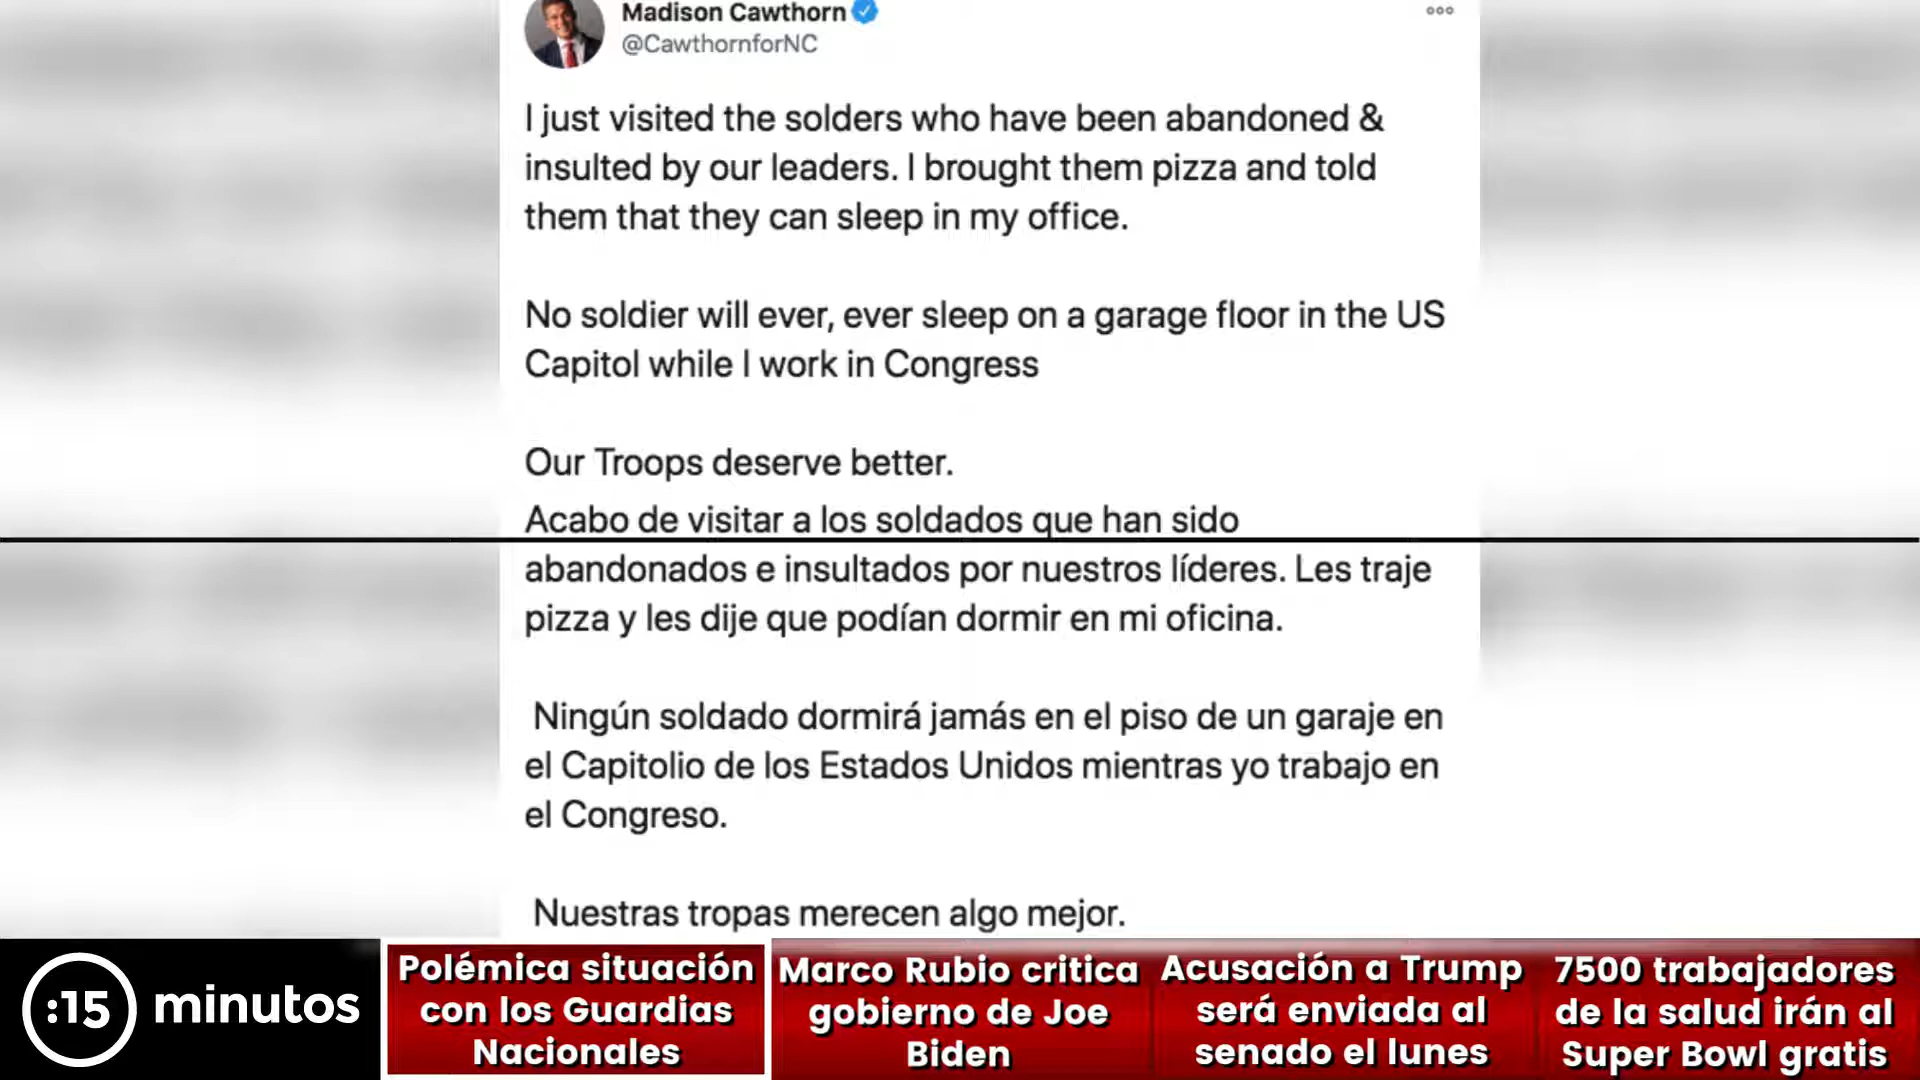 Madison Cawthorn
@CawthornforNC
I just visited the solders who have been abandoned &
insulted by our leaders. I brought them pizza and told
them that they can sleep in my office.
No soldier will ever, ever sleep on a garage floor in the US
Capitol while I work in Congress
Our Troops deserve better.
Acabo de visitar a los soldados que han sido
abandonados e insultados por nuestros líderes. Les traje
pizza y les dije que podían dormir en mi oficina.
Ningún soldado dormirá jamás en el piso de un garaje en
el Capitolio de los Estados Unidos mientras yo trabajo en
el Congreso.
Nuestras tropas merecen algo mejor.
:15 minutos
Polémica situación
con los Guardias
Nacionales
Marco Rubio critica
gobierno de Joe
Biden
Acusación a Trump
será enviada al
senado el lunes
7500 trabajadores
de la salud irán al
Super Bowl gratis